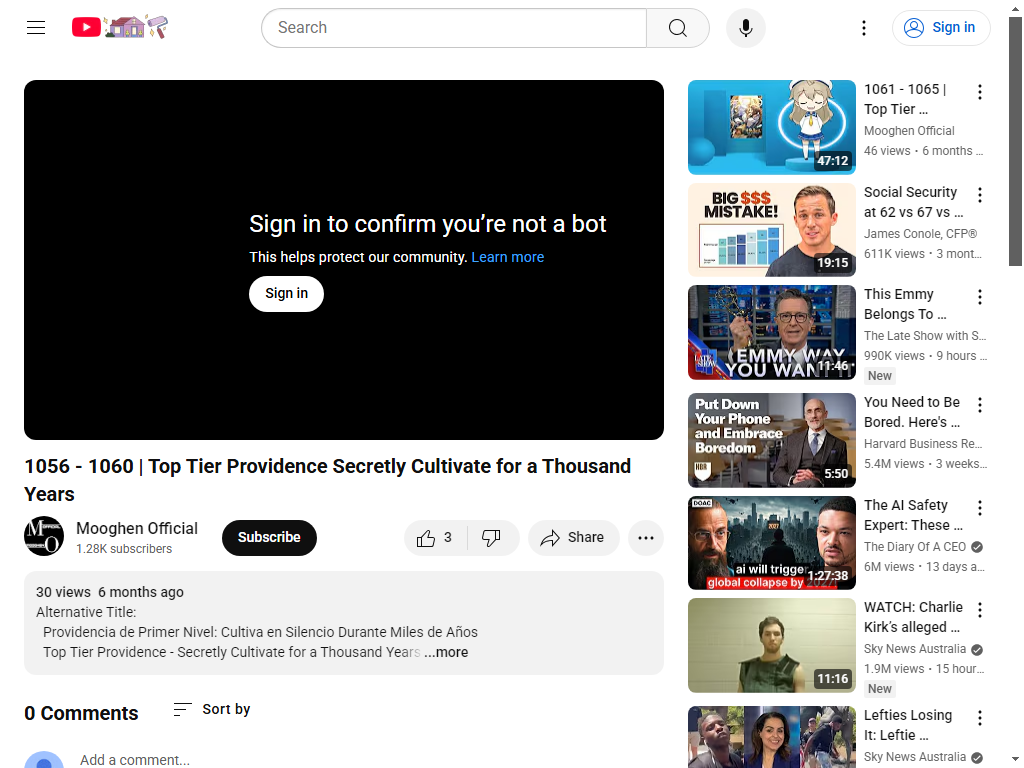 Search
Sign in
Sign in to confirm you’re not a bot
This helps protect our community. Learn more
Sign in
1056 - 1060 | Top Tier Providence Secretly Cultivate for a Thousand
Years
Mooghen Official
1.28K subscribers
Subscribe
3
Share
30 views 6 months ago
Alternative Title:
Providencia de Primer Nivel: Cultiva en Silencio Durante Miles de Años
Top Tier Providence - Secretly Cultivate for a Thousand Years ...more
0 Comments
Sort by
Add a comment...
47:12
1061 - 1065 |
Top Tier ...
Mooghen Official
46 views • 6 months ...
BIG $$$
MISTAKE!
19:15
Social Security
at 62 vs 67 vs ...
James Conole, CFP®
611K views • 3 mont...
LATE SHOW
EMMY WAY
YOU WANT IT
11:46
This Emmy
Belongs To ...
The Late Show with S...
990K views • 9 hours ...
New
Put Down
Your Phone
and Embrace
Boredom
HBR
5:50
You Need to Be
Bored. Here's ...
Harvard Business Re...
5.4M views • 3 weeks...
DOAC
2027
ai will trigger
global collapse by 2027!
1:27:38
The AI Safety
Expert: These ...
The Diary Of A CEO
6M views • 13 days a...
11:16
WATCH: Charlie
Kirk’s alleged ...
Sky News Australia
1.9M views • 15 hour...
New
Lefties Losing
It: Leftie ...
Sky News Australia